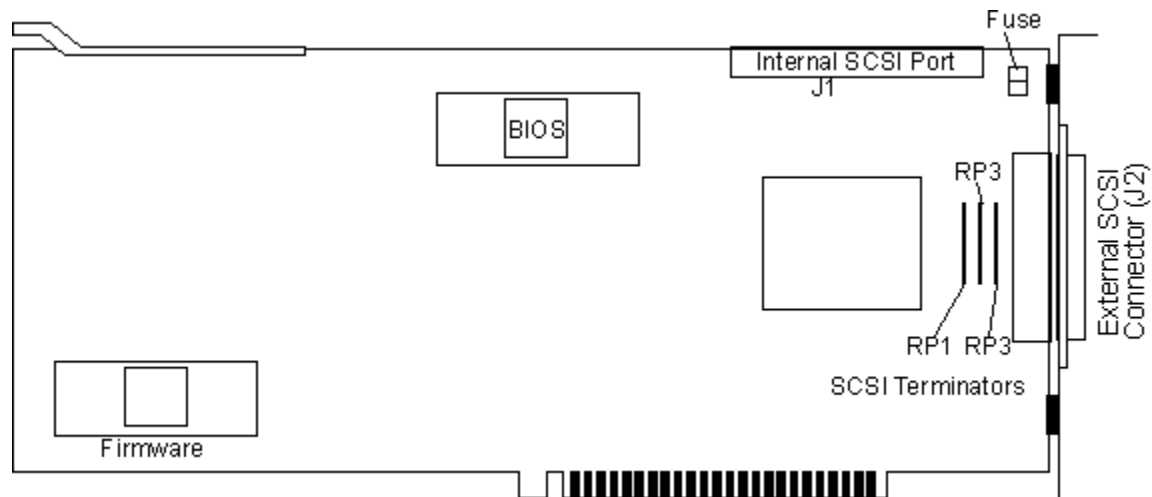 Fuse
Internal SCSI Port
J1
BIOS
RP3
External SCSI
Connector (J2)
RP1
RP3
SCSI Terminators
Firmware